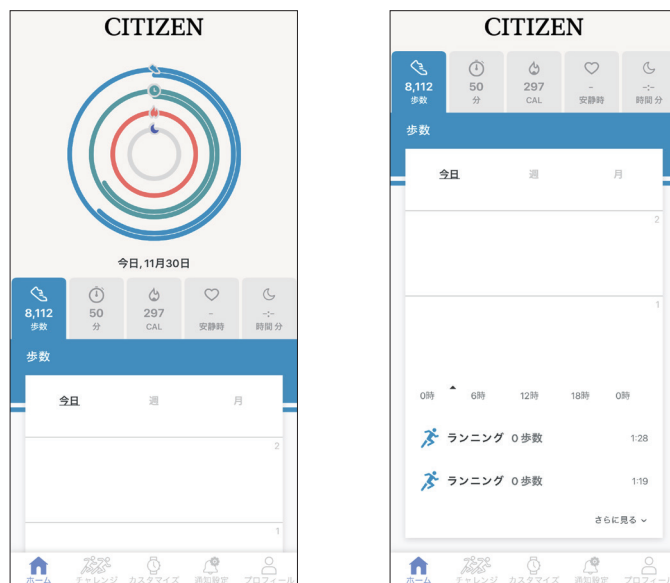 CITIZEN
今日, 11月30日
8,112 50 297 - -:-
歩数 分 CAL 安静時 時間 分
歩数
今日 週 月
2
1
ホーム チャレンジ カスタマイズ 通知設定 プロフィール
CITIZEN
8,112 50 297 - -:-
歩数 分 CAL 安静時 時間 分
歩数
今日 週 月
2
1
0時 6時 12時 18時 0時
ランニング 0 歩数 1:28
ランニング 0 歩数 1:19
さらに見る
ホーム チャレンジ カスタマイズ 通知設定 プロフィール